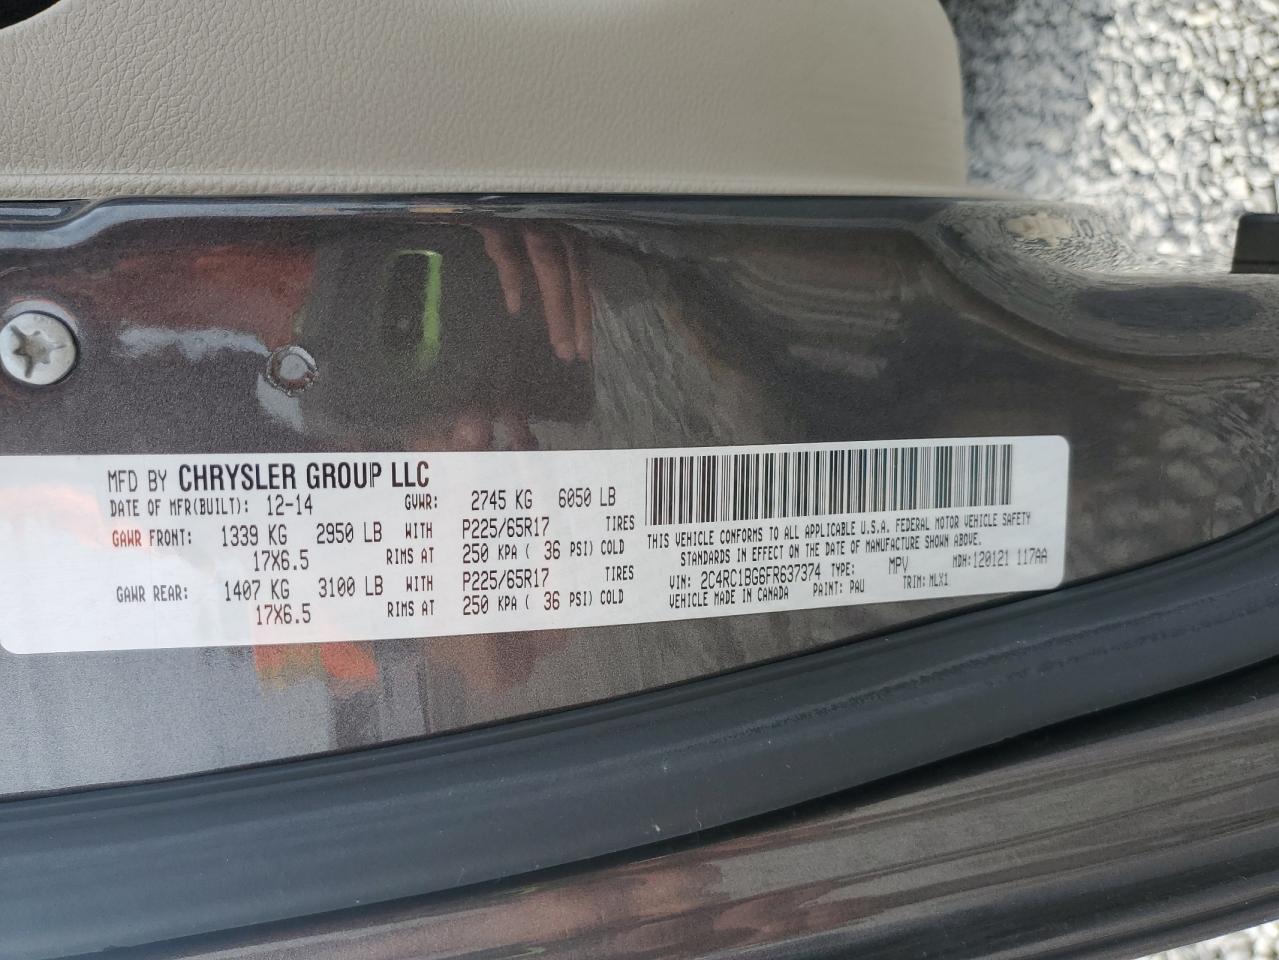 MFD BY CHRYSLER GROUP LLC
DATE OF MFR(BUILT): 12-14 GVWR: 2745 KG 6050 LB
GAWR FRONT: 1339 KG 2950 LB WITH P225/65R17 TIRES
17X6.5 RIMS AT 250 KPA ( 36 PSI) COLD
GAWR REAR: 1407 KG 3100 LB WITH P225/65R17 TIRES
17X6.5 RIMS AT 250 KPA ( 36 PSI) COLD
THIS VEHICLE CONFORMS TO ALL APPLICABLE U.S.A. FEDERAL MOTOR VEHICLE SAFETY
STANDARDS IN EFFECT ON THE DATE OF MANUFACTURE SHOWN ABOVE.
VIN: 2C4RC1BG6FR637374 TYPE: MPV MDH: 120121 117AA
VEHICLE MADE IN CANADA PAINT: PAU TRIM: MLX1